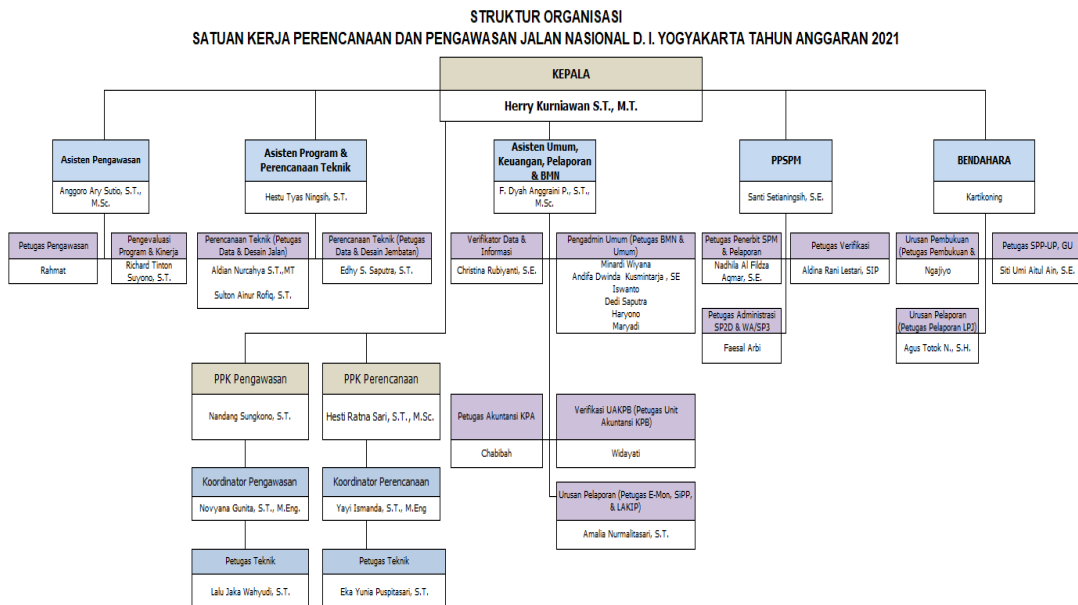 STRUKTUR ORGANISASI
SATUAN KERJA PERENCANAAN DAN PENGAWASAN JALAN NASIONAL D. I. YOGYAKARTA TAHUN ANGGARAN 2021
KEPALA
Herry Kurniawan S.T., M.T.
Asisten Pengawasan
Anggoro Ary Sutio, S.T.,
M.Sc.
Asisten Program &
Perencanaan Teknik
Hestu Tyas Ningsih, S.T.
Asisten Umum,
Keuangan, Pelaporan
& BMN
F. Dyah Anggraini P., S.T.,
M.Sc.
PPSPM
Santi Setianingsih, S.E.
BENDAHARA
Kartikoning
Petugas Pengawasan
Rahmat
Pengevaluasi
Program & Kinerja
Richard Tinton
Suyono, S.T.
Perencanaan Teknik (Petugas
Data & Desain Jalan)
Aldian Nurcahya S.T.,MT
Sulton Ainur Rofiq, S.T.
Perencanaan Teknik (Petugas
Data & Desain Jembatan)
Edhy S. Saputra, S.T.
Verifikator Data &
Informasi
Christina Rubiyanti, S.E.
Pengadmin Umum (Petugas BMN &
Umum)
Minardi Wiyana
Andifa Dwinda Kusmintarja , SE
Iswanto
Dedi Saputra
Haryono
Maryadi
Petugas Penerbit SPM
& Pelaporan
Nadhila Al Fildza
Aqmar, S.E.
Petugas Verifikasi
Aldina Rani Lestari, SIP
Urusan Pembukuan
(Petugas Pembukuan &
Ngajiyo
Petugas SPP-UP, GU
Siti Umi Aitul Ain, S.E.
Petugas Administrasi
SP2D & WA/SP3
Faesal Arbi
Urusan Pelaporan
(Petugas Pelaporan LPJ)
Agus Totok N., S.H.
PPK Pengawasan
Nandang Sungkono, S.T.
PPK Perencanaan
Hesti Ratna Sari, S.T., M.Sc.
Petugas Akuntansi KPA
Chabibah
Verifikasi UAKPB (Petugas Unit
Akuntansi KPB)
Widayati
Koordinator Pengawasan
Novyana Gunita, S.T., M.Eng.
Koordinator Perencanaan
Yayi Ismanda, S.T., M.Eng
Urusan Pelaporan (Petugas E-Mon, SiPP,
& LAKIP)
Amalia Nurmalitasari, S.T.
Petugas Teknik
Lalu Jaka Wahyudi, S.T.
Petugas Teknik
Eka Yunia Puspitasari, S.T.